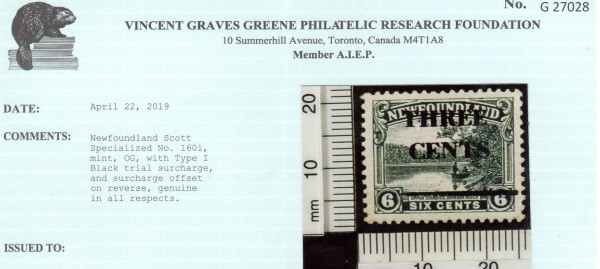 No. G 27028
VINCENT GRAVES GREENE PHILATELIC RESEARCH FOUNDATION
10 Summerhill Avenue, Toronto, Canada M4T1A8
Member A.I.E.P.
DATE: April 22, 2019
COMMENTS: Newfoundland Scott
Specialized No. 160i,
mint, OG, with Type I
Black trial surcharge,
and surcharge offset
on reverse, genuine
in all respects.
ISSUED TO:
20
10
mm
NEWFOUNDLAND
THREE
CENTS
6 SIX CENTS 6
10 20